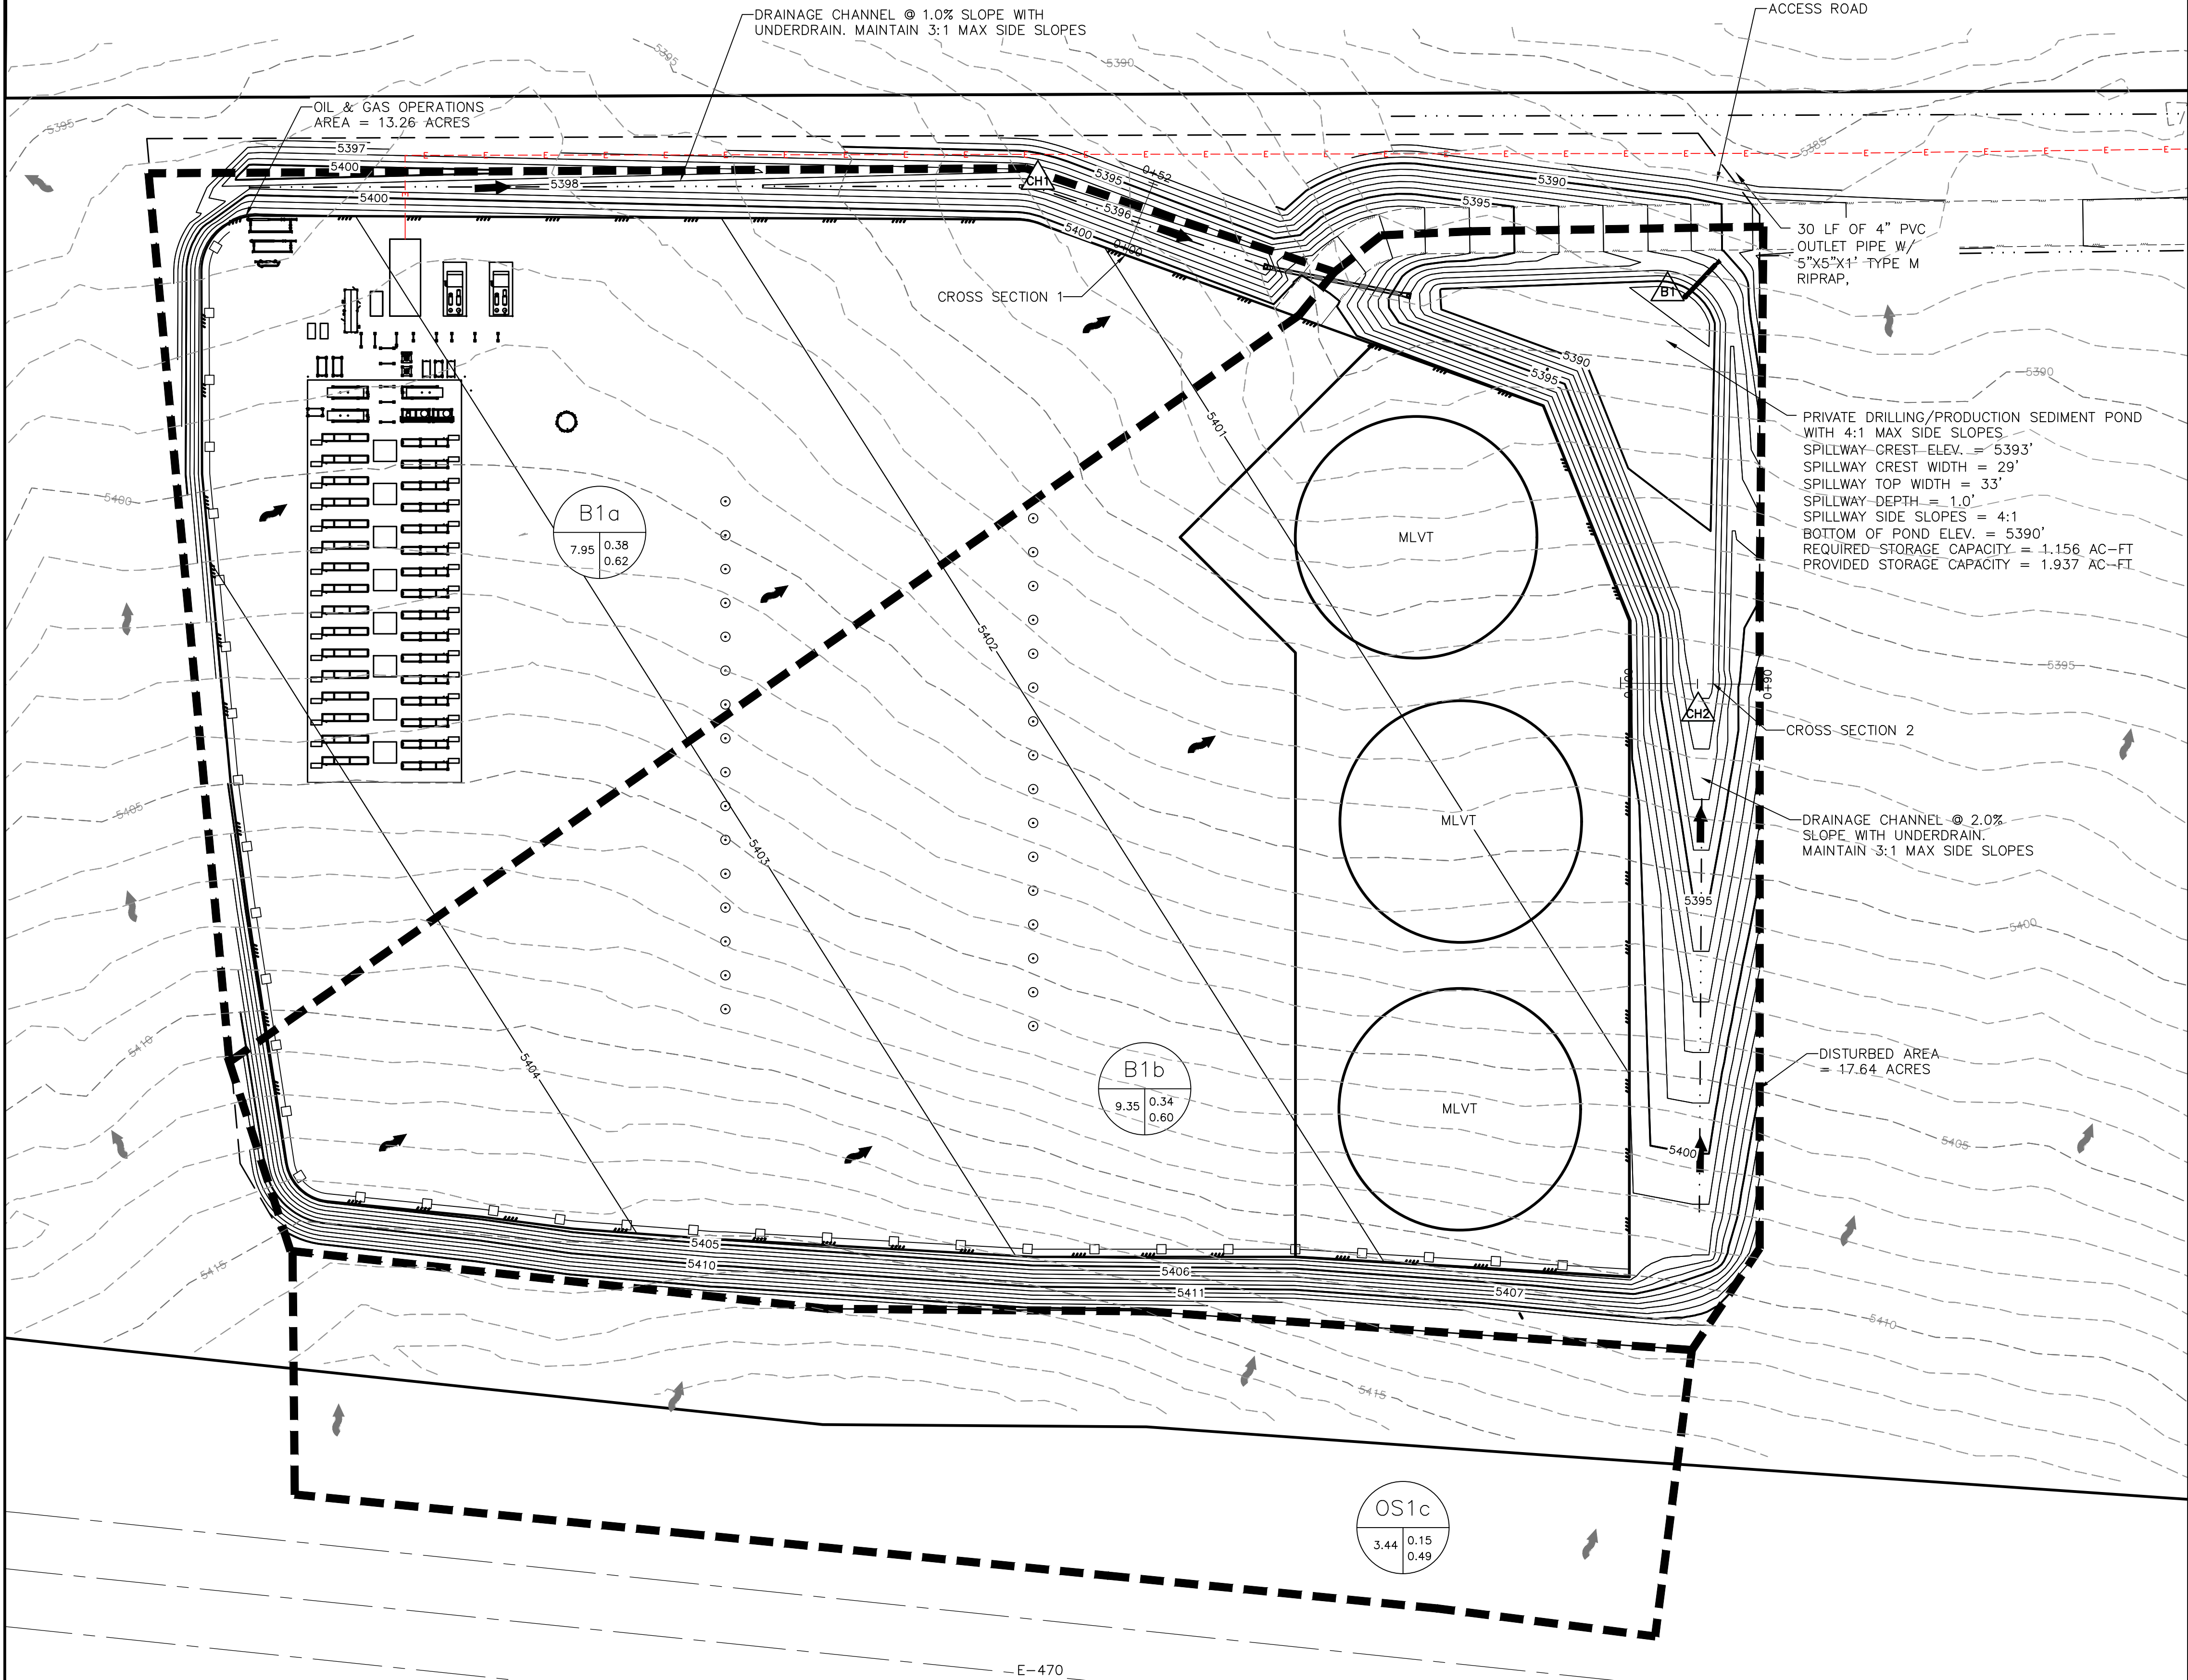 DRAINAGE CHANNEL @ 1.0% SLOPE WITH
UNDERDRAIN. MAINTAIN 3:1 MAX SIDE SLOPES
ACCESS ROAD
5395
5390
OIL & GAS OPERATIONS
AREA = 13.26 ACRES
5395
5397
5400
5398
5400
E E E E E E E E E E E E E E E E E E E E E E E E E E E E E E
E
CH1
5395
0+52
5396
5400
0+00
5390
5395
5385
30 LF OF 4" PVC
OUTLET PIPE W/
5"X5"X1' TYPE M
RIPRAP,
CROSS SECTION 1
B1
5390
5395
5390
PRIVATE DRILLING/PRODUCTION SEDIMENT POND
WITH 4:1 MAX SIDE SLOPES
SPILLWAY CREST ELEV. = 5393'
SPILLWAY CREST WIDTH = 29'
SPILLWAY TOP WIDTH = 33'
SPILLWAY DEPTH = 1.0'
SPILLWAY SIDE SLOPES = 4:1
BOTTOM OF POND ELEV. = 5390'
REQUIRED STORAGE CAPACITY = 1.156 AC-FT
PROVIDED STORAGE CAPACITY = 1.937 AC-FT
5401
5400
B1a
7.95
0.38
0.62
MLVT
5402
5395
0+00
0+90
CH2
CROSS SECTION 2
5405
5403
MLVT
DRAINAGE CHANNEL @ 2.0%
SLOPE WITH UNDERDRAIN.
MAINTAIN 3:1 MAX SIDE SLOPES
5395
5400
5410
5404
B1b
9.35
0.34
0.60
MLVT
DISTURBED AREA
= 17.64 ACRES
5400
5405
5415
5405
5410
5406
5411
5407
5410
5415
OS1c
3.44
0.15
0.49
E-470